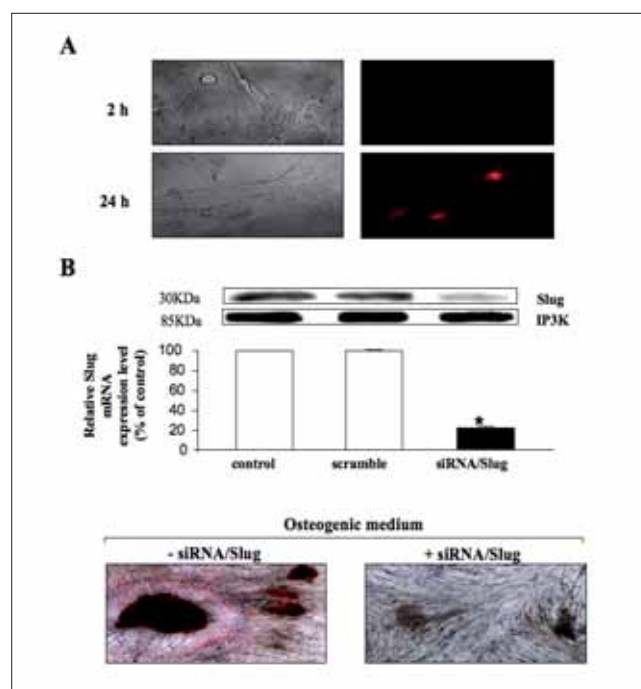 A
2 h
24 h
B
30KDa Slug
85KDa IP3K
Relative Slug
mRNA
expression level
(% of control)
100
80
60
40
20
0
★
control scramble siRNA/Slug
Osteogenic medium
- siRNA/Slug + siRNA/Slug